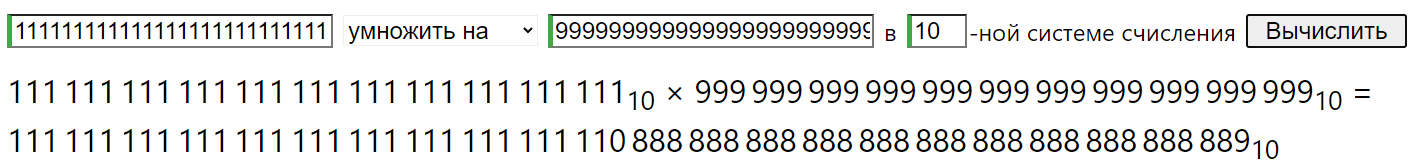 111111111111111111111111111 умножить на 999999999999999999999999999 в 10 -ной системе счисления Вычислить
111 111 111 111 111 111 111 111 111 111 111₁₀ × 999 999 999 999 999 999 999 999 999 999 999₁₀ =
111 111 111 111 111 111 111 111 111 111 110 888 888 888 888 888 888 888 888 888 888 889₁₀